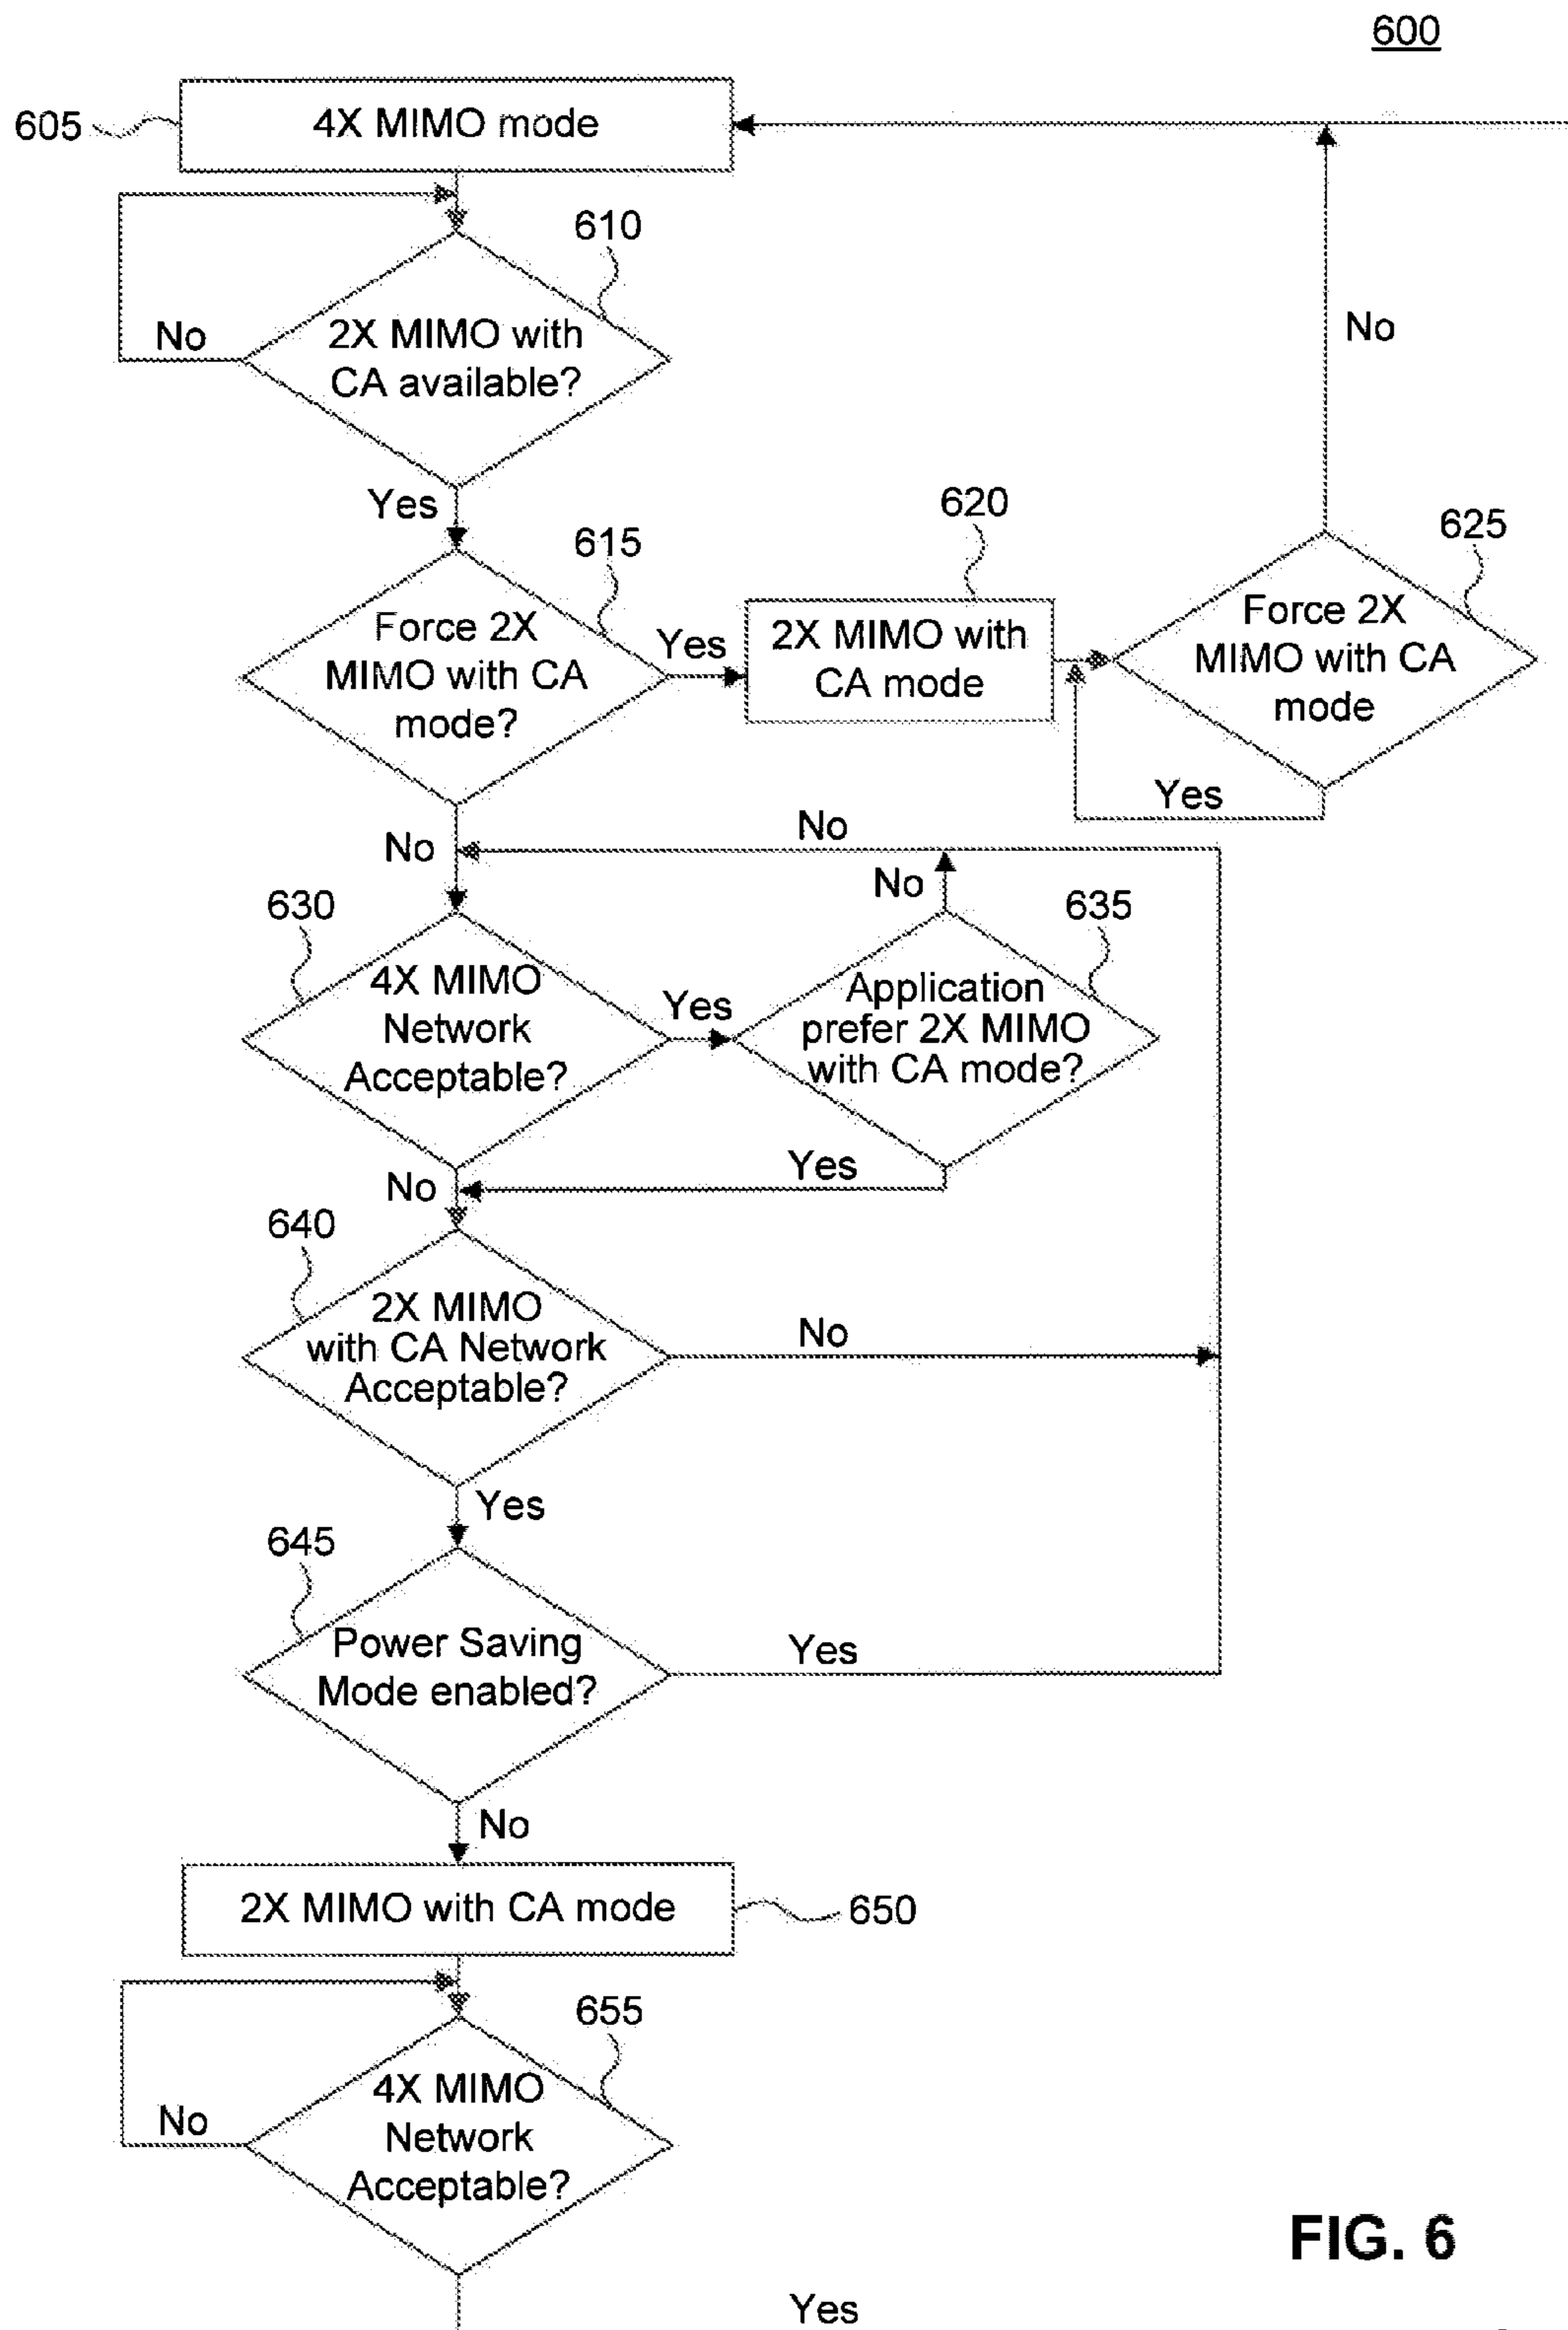 600
605
4X MIMO mode
610
2X MIMO with
CA available?
No
No
Yes
615
Force 2X
MIMO with CA
mode?
Yes
620
2X MIMO with
CA mode
625
Force 2X
MIMO with CA
mode
Yes
No
No
630
4X MIMO
Network
Acceptable?
Yes
No
635
Application
prefer 2X MIMO
with CA mode?
Yes
No
640
2X MIMO
with CA Network
Acceptable?
No
Yes
645
Power Saving
Mode enabled?
Yes
No
2X MIMO with CA mode
650
655
4X MIMO
Network
Acceptable?
No
Yes
FIG. 6